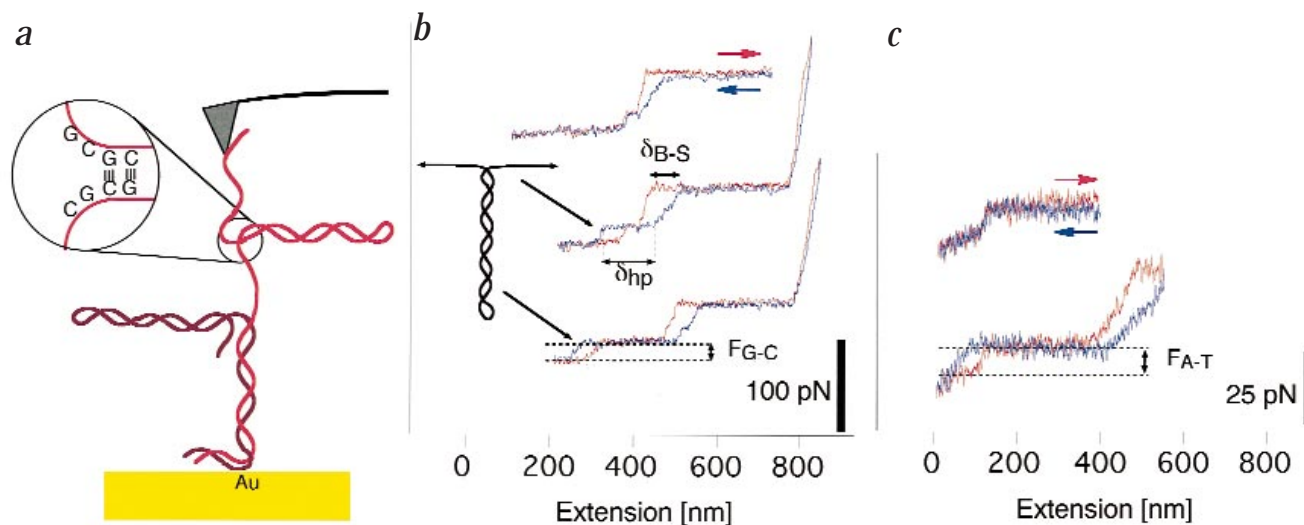 a
G
C
G
C
C
G
C
G
Au
b
δB-S
δhp
FG-C
100 pN
0 200 400 600 800
Extension [nm]
c
FA-T
25 pN
0 200 400 600 800
Extension [nm]